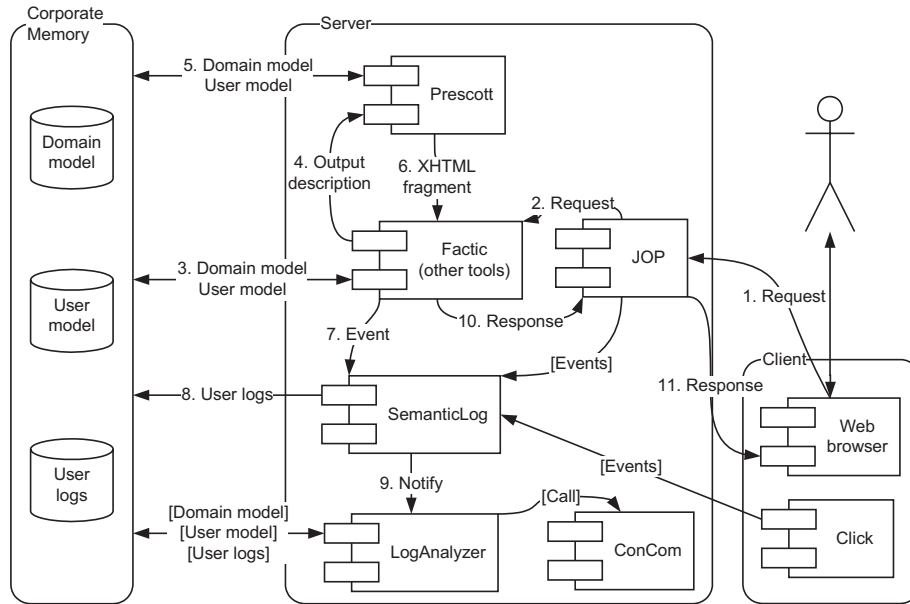 Corporate
Memory
Server
5. Domain model
User model
Prescott
Domain
model
4. Output
description
6. XHTML
fragment
2. Request
Factic
(other tools)
JOP
3. Domain model
User model
User
model
1. Request
10. Response
7. Event
[Events]
Client
11. Response
8. User logs
SemanticLog
Web
browser
User
logs
[Events]
9. Notify
[Domain model]
[User model]
[User logs]
[Call]
LogAnalyzer
ConCom
Click